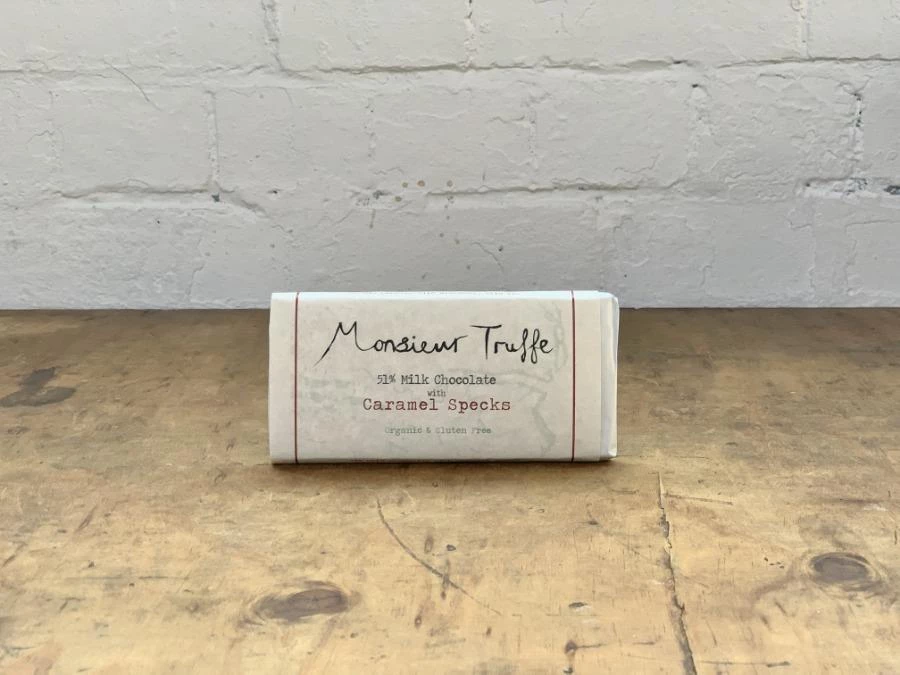 Monsieur Truffe
51% Milk Chocolate
with
Caramel Specks
Organic & Gluten Free